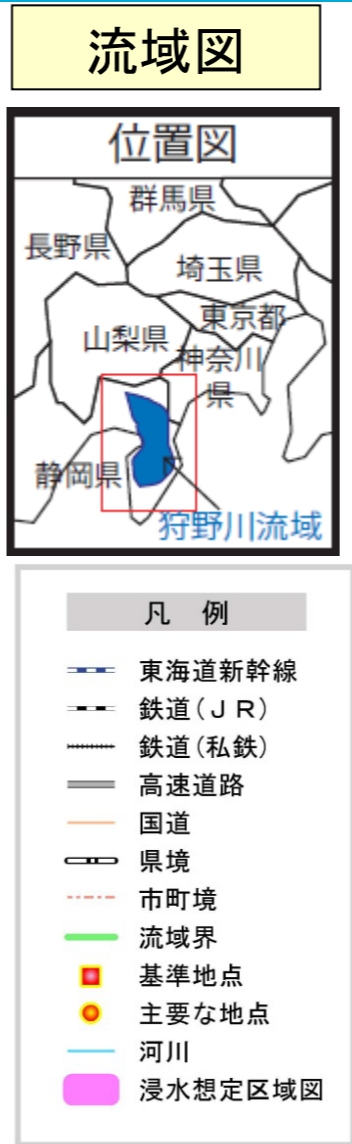 流域図
位置図
群馬県
長野県
埼玉県
東京都
山梨県
神奈川
県
静岡県
狩野川流域
凡 例
東海道新幹線
鉄道(JR)
鉄道(私鉄)
高速道路
国道
県境
市町境
流域界
基準地点
主要な地点
河川
浸水想定区域図